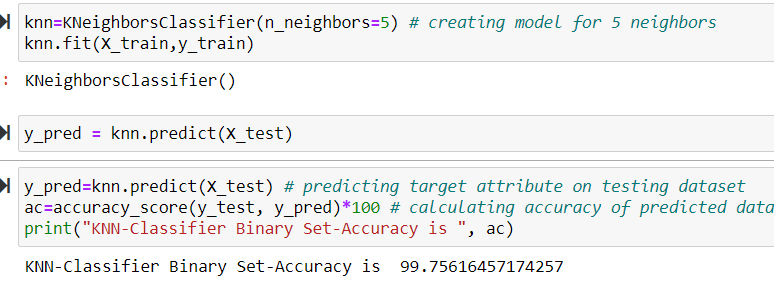 knn=KNeighborsClassifier(n_neighbors=5) # creating model for 5 neighbors
knn.fit(X_train,y_train)
: KNeighborsClassifier()
y_pred = knn.predict(X_test)
y_pred=knn.predict(X_test) # predicting target attribute on testing dataset
ac=accuracy_score(y_test, y_pred)*100 # calculating accuracy of predicted data
print("KNN-Classifier Binary Set-Accuracy is ", ac)
KNN-Classifier Binary Set-Accuracy is  99.75616457174257